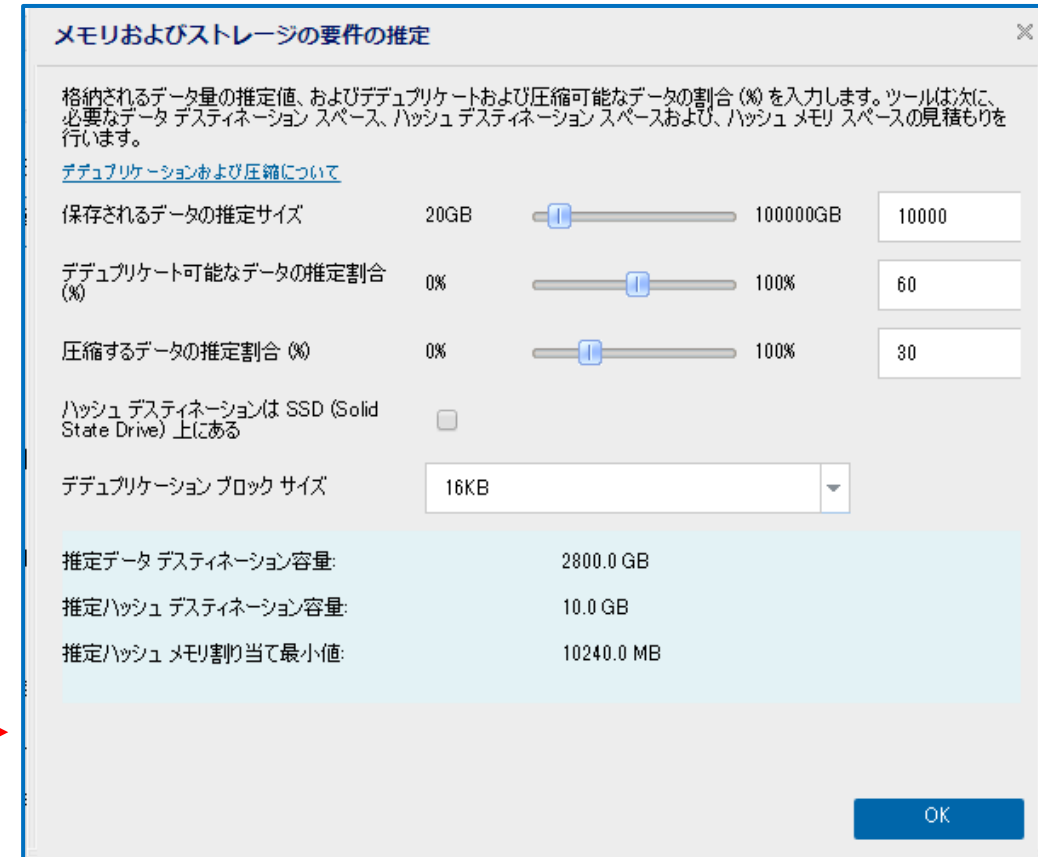 メモリおよびストレージの要件の推定
格納されるデータ量の推定値、およびデデュプリケートおよび圧縮可能なデータの割合 (%) を入力します。ツールは次に、
必要なデータ デスティネーション スペース、ハッシュ デスティネーション スペースおよび、ハッシュ メモリ スペースの見積もりを
行います。
デデュプリケーションおよび圧縮について
保存されるデータの推定サイズ 20GB 100000GB 10000
デデュプリケート可能なデータの推定割合
(%) 0% 100% 60
圧縮するデータの推定割合 (%) 0% 100% 30
ハッシュ デスティネーションは SSD (Solid
State Drive) 上にある
デデュプリケーション ブロック サイズ 16KB
推定データ デスティネーション容量: 2800.0 GB
推定ハッシュ デスティネーション容量: 10.0 GB
推定ハッシュ メモリ割り当て最小値: 10240.0 MB
OK